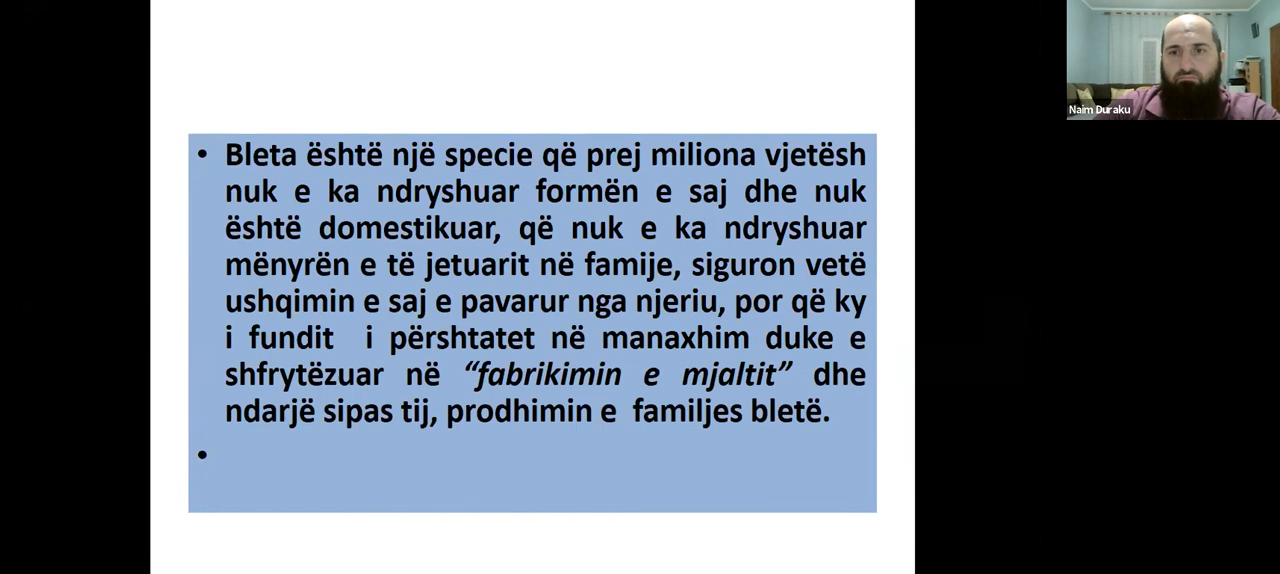 • Bleta është një specie që prej miliona vjetësh
nuk e ka ndryshuar formën e saj dhe nuk
është domestikuar, që nuk e ka ndryshuar
mënyrën e të jetuarit në famije, siguron vetë
ushqimin e saj e pavarur nga njeriu, por që ky
i fundit i përshtatet në manaxhim duke e
shfrytëzuar në “fabrikimin e mjaltit” dhe
ndarjë sipas tij, prodhimin e familjes bletë.
•
Naim Duraku